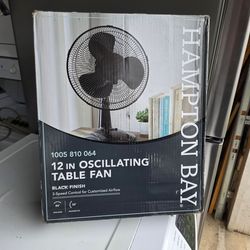 HAMPTON BAY
1005 810 064
12 IN OSCILLATING
TABLE FAN
BLACK FINISH
3-Speed Control for Customized Airflow